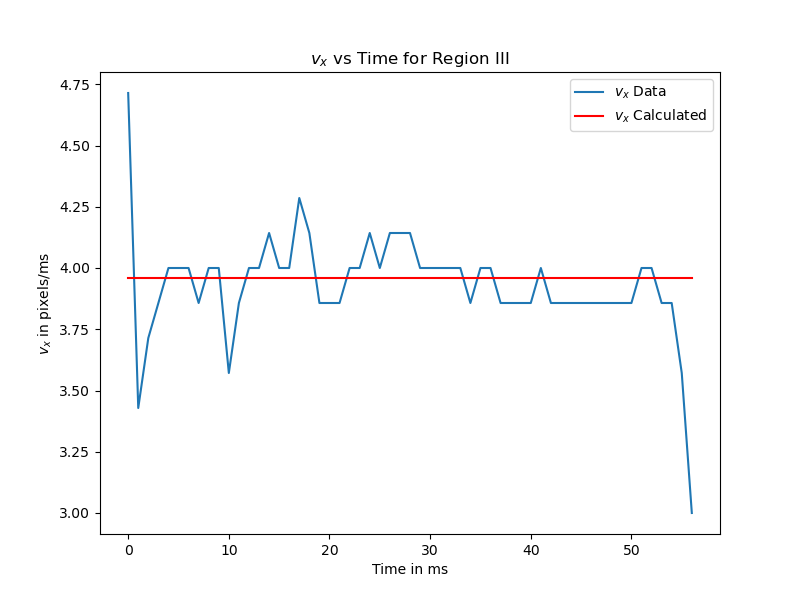 v_x vs Time for Region III
v_x Data
v_x Calculated
4.75
4.50
4.25
4.00
3.75
3.50
3.25
3.00
v_x in pixels/ms
0 10 20 30 40 50
Time in ms